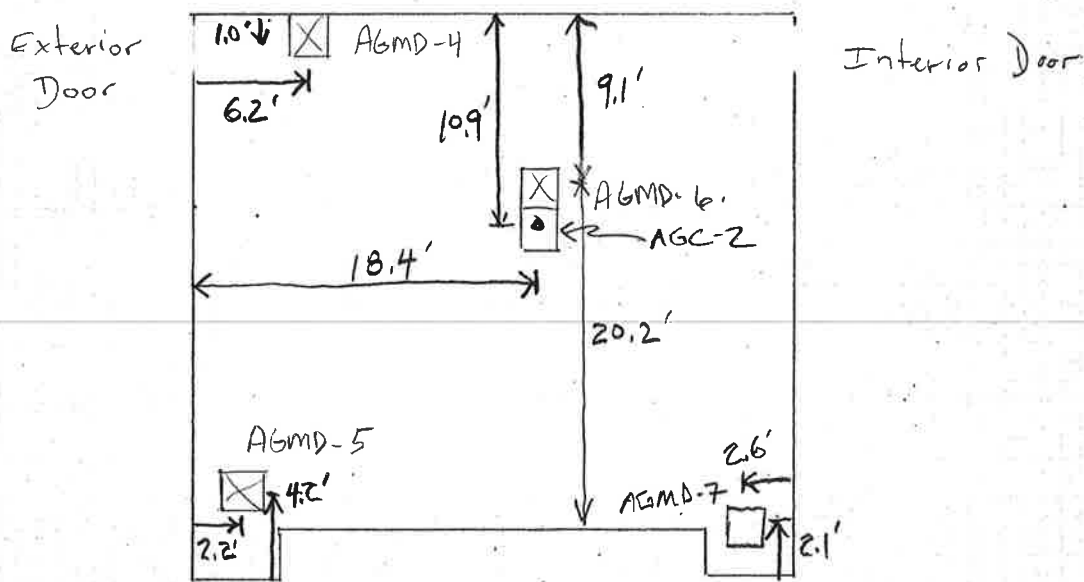 Exterior
Door
1.0'
AGMD-4
6.2'
10.9'
9.1'
Interior Door
AGMD-6.
AGC-2
18.4'
20.2'
AGMD-5
4.2'
2.2'
2.6'
AGMD-7
2.1'